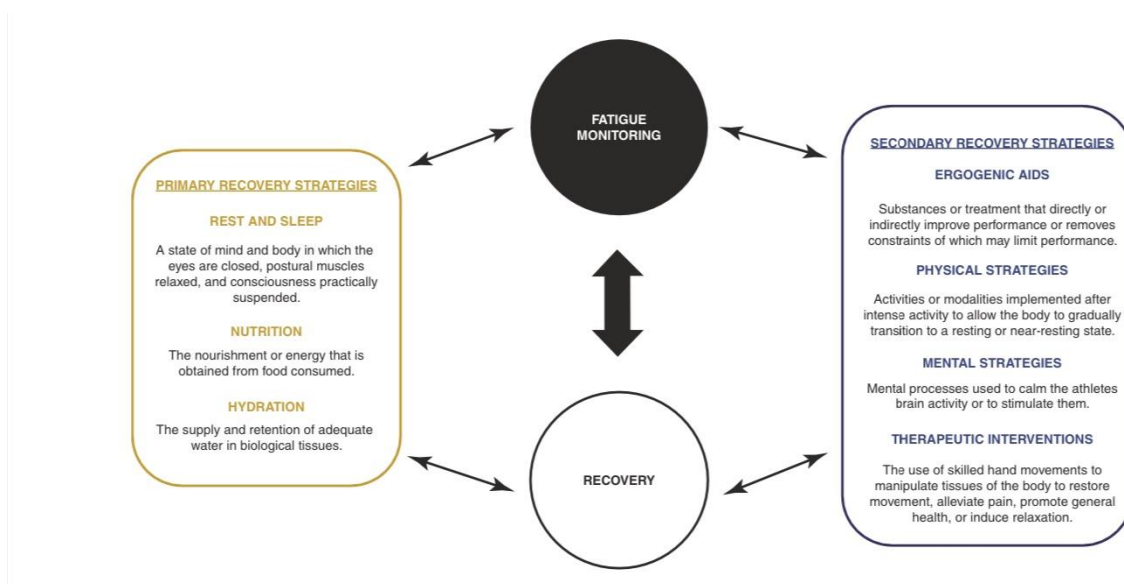 FATIGUE
MONITORING
PRIMARY RECOVERY STRATEGIES
REST AND SLEEP
A state of mind and body in which the
eyes are closed, postural muscles
relaxed, and consciousness practically
suspended.
NUTRITION
The nourishment or energy that is
obtained from food consumed.
HYDRATION
The supply and retention of adequate
water in biological tissues.
SECONDARY RECOVERY STRATEGIES
ERGOGENIC AIDS
Substances or treatment that directly or
indirectly improve performance or removes
constraints of which may limit performance.
PHYSICAL STRATEGIES
Activities or modalities implemented after
intense activity to allow the body to gradually
transition to a resting or near-resting state.
MENTAL STRATEGIES
Mental processes used to calm the athletes
brain activity or to stimulate them.
THERAPEUTIC INTERVENTIONS
The use of skilled hand movements to
manipulate tissues of the body to restore
movement, alleviate pain, promote general
health, or induce relaxation.
RECOVERY